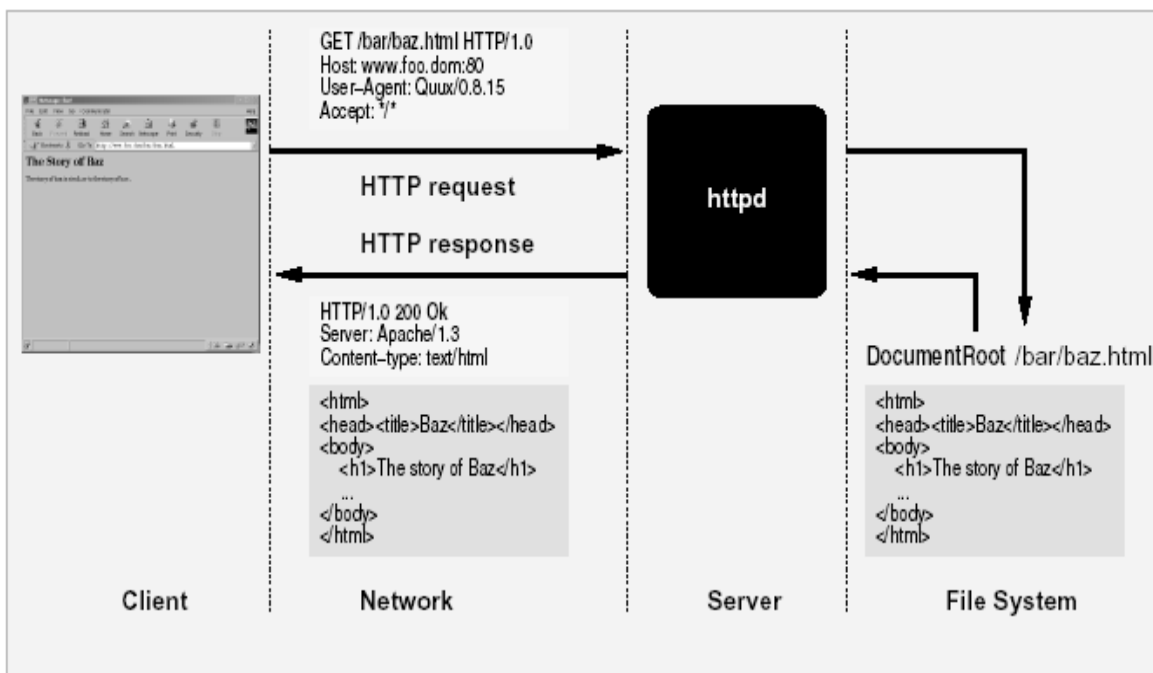 GET /bar/baz.html HTTP/1.0
Host: www.foo.dom:80
User-Agent: Quux/0.8.15
Accept: */*
The Story of Baz
HTTP request
HTTP response
httpd
HTTP/1.0 200 Ok
Server: Apache/1.3
Content-type: text/html
DocumentRoot /bar/baz.html
<html>
<head><title>Baz</title></head>
<body>
<h1>The story of Baz</h1>
...
</body>
</html>
<html>
<head><title>Baz</title></head>
<body>
<h1>The story of Baz</h1>
...
</body>
</html>
Client
Network
Server
File System